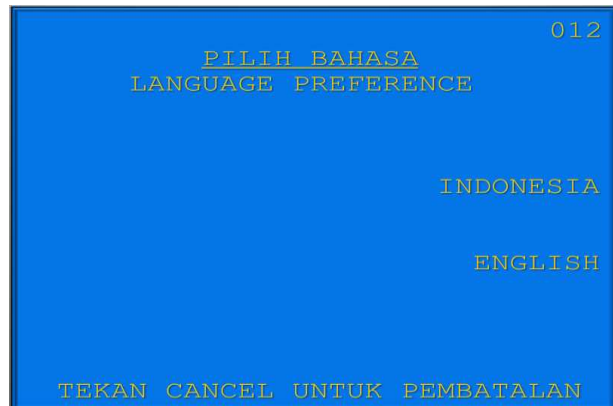 012
PILIH BAHASA
LANGUAGE PREFERENCE
INDONESIA
ENGLISH
TEKAN CANCEL UNTUK PEMBATALAN